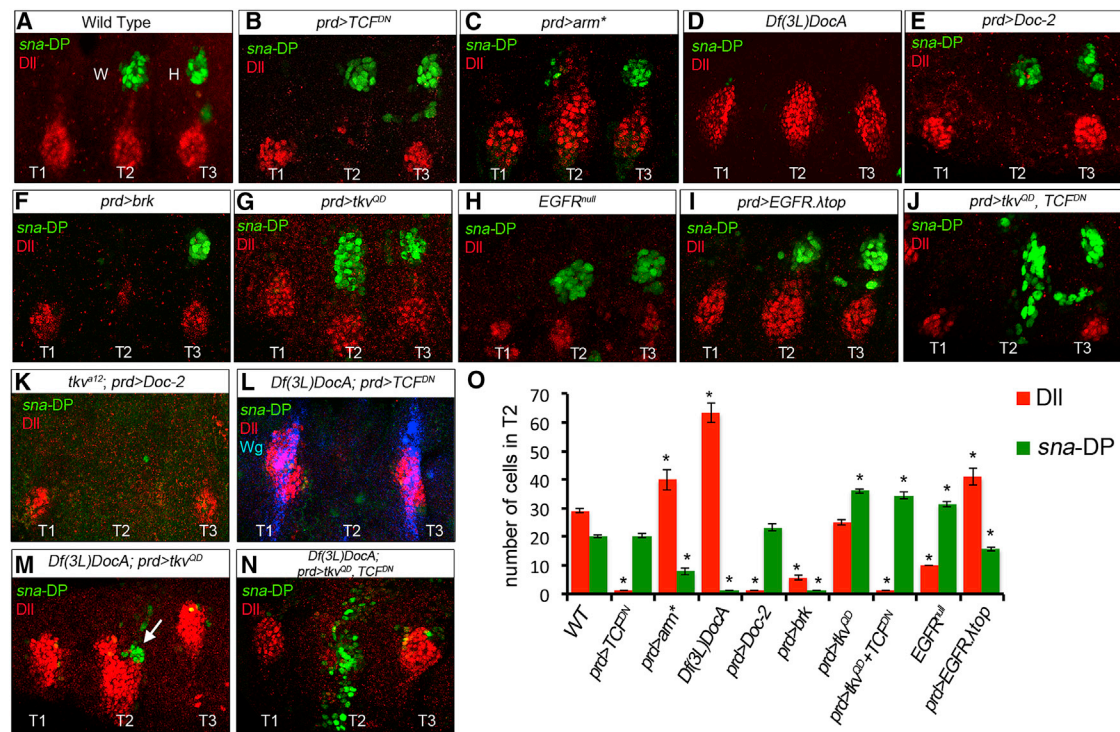 A
Wild Type
sna-DP
Dll
W
H
T1
T2
T3
B
prd>TCF^DN
sna-DP
Dll
T1
T2
T3
C
prd>arm*
sna-DP
Dll
T1
T2
T3
D
Df(3L)DocA
sna-DP
Dll
T1
T2
T3
E
prd>Doc-2
sna-DP
Dll
T1
T2
T3
F
prd>brk
sna-DP
Dll
T1
T2
T3
G
prd>tkv^QD
sna-DP
Dll
T1
T2
T3
H
EGFR^null
sna-DP
Dll
T1
T2
T3
I
prd>EGFR.λtop
sna-DP
Dll
T1
T2
T3
J
prd>tkv^QD, TCF^DN
sna-DP
Dll
T1
T2
T3
K
tkv^a12; prd>Doc-2
sna-DP
Dll
T1
T2
T3
L
Df(3L)DocA; prd>TCF^DN
sna-DP
Dll
Wg
T1
T2
T3
M
Df(3L)DocA; prd>tkv^QD
sna-DP
Dll
T1
T2
T3
N
Df(3L)DocA;
prd>tkv^QD, TCF^DN
sna-DP
Dll
T1
T2
T3
O
number of cells in T2
70
60
50
40
30
20
10
0
* * * * * * * * * * * * * * *
WT
prd>TCF^DN
prd>arm*
Df(3L)DocA
prd>Doc-2
prd>brk
prd>tkv^QD
prd>tkv^QD+TCF^DN
EGFR^null
prd>EGFR.λtop
Dll
sna-DP